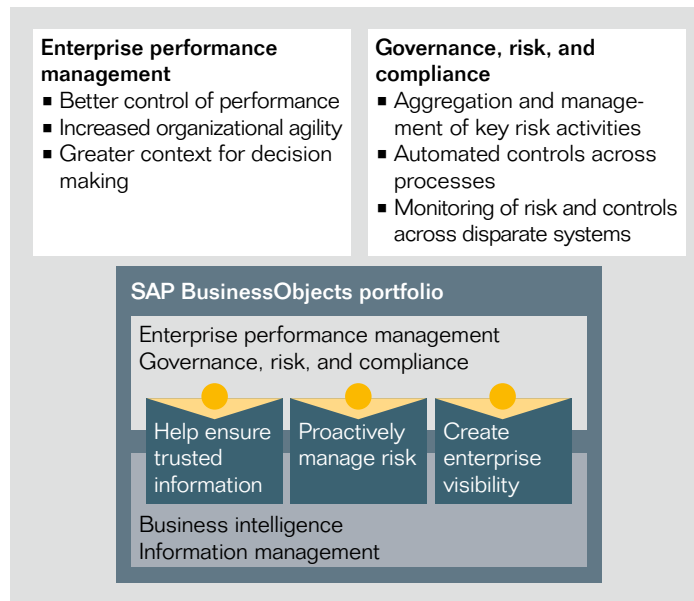 Enterprise performance
management
▪ Better control of performance
▪ Increased organizational agility
▪ Greater context for decision
making
Governance, risk, and
compliance
▪ Aggregation and manage-
ment of key risk activities
▪ Automated controls across
processes
▪ Monitoring of risk and controls
across disparate systems
SAP BusinessObjects portfolio
Enterprise performance management
Governance, risk, and compliance
Help ensure
trusted
information
Proactively
manage risk
Create
enterprise
visibility
Business intelligence
Information management